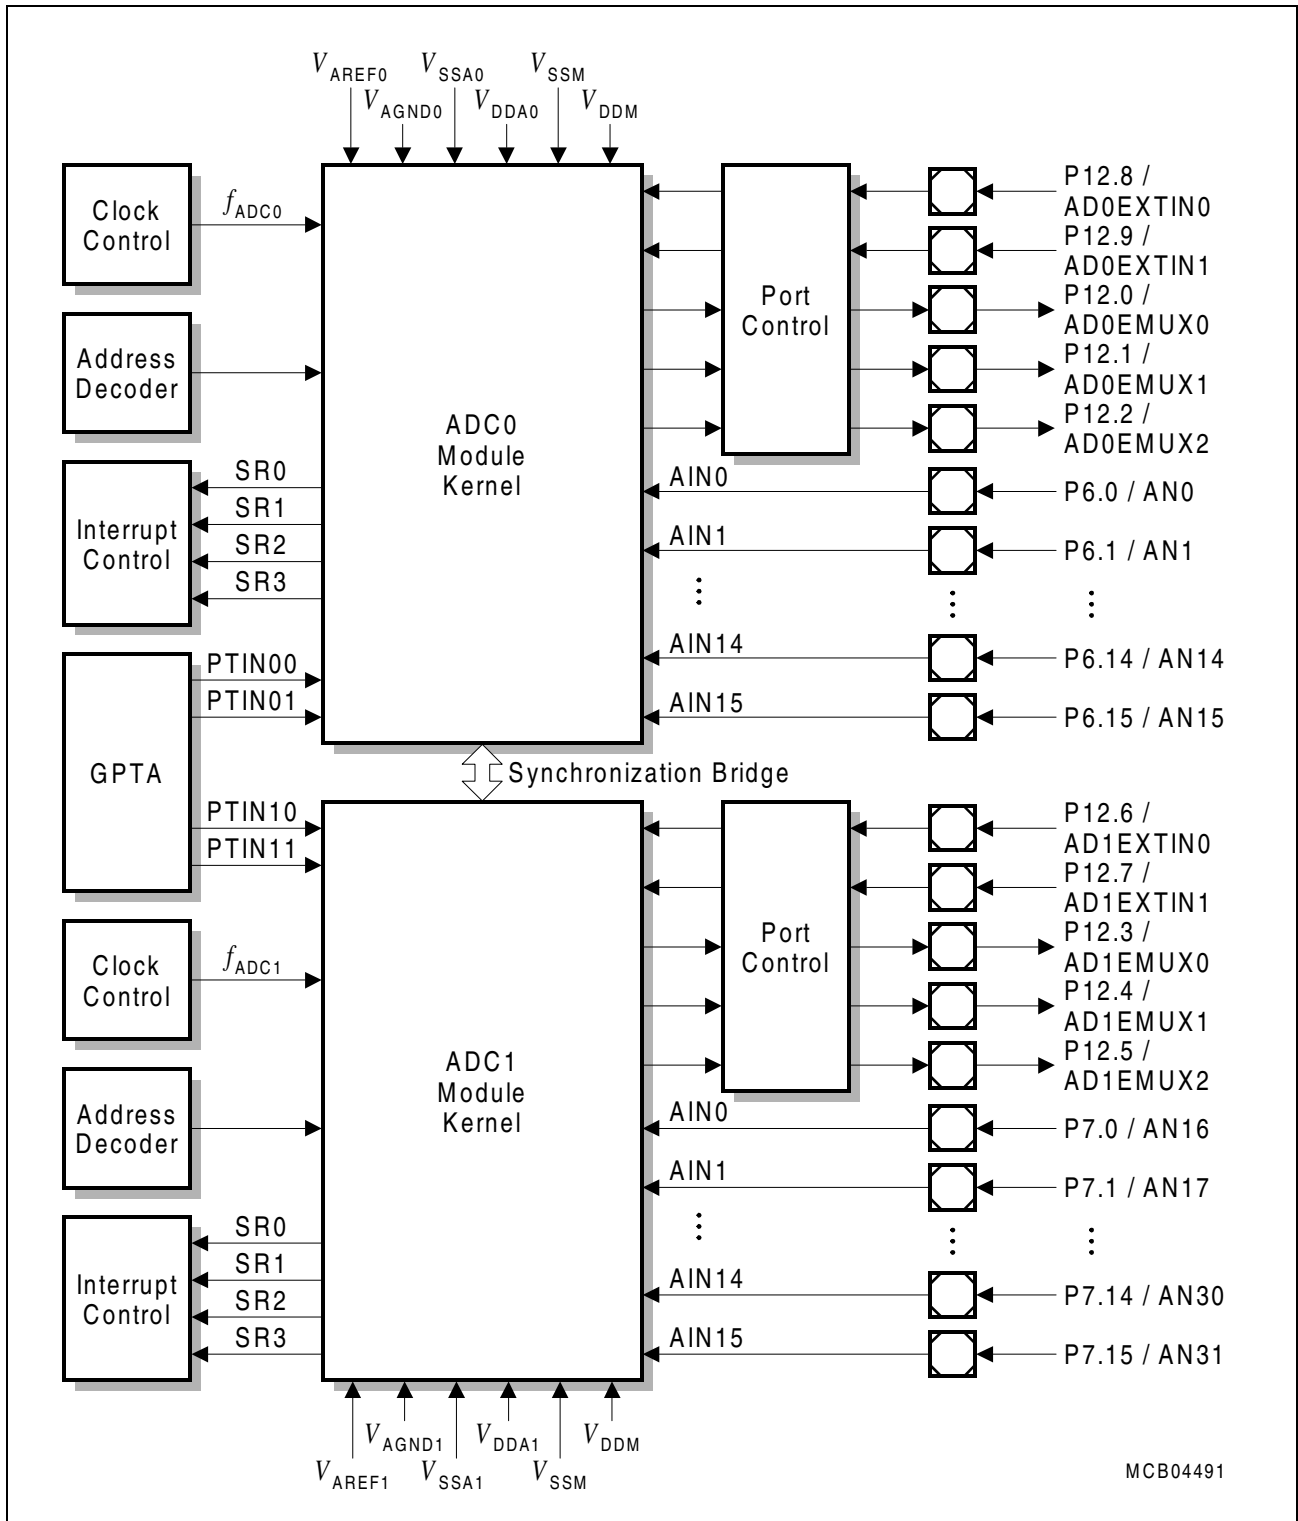 VAREF0 VSSA0 VSSM
VAGND0 VDDA0 VDDM
Clock
Control
fADC0
Address
Decoder
Interrupt
Control
SR0
SR1
SR2
SR3
GPTA
PTIN00
PTIN01
PTIN10
PTIN11
ADC0
Module
Kernel
Port
Control
P12.8 /
AD0EXTIN0
P12.9 /
AD0EXTIN1
P12.0 /
AD0EMUX0
P12.1 /
AD0EMUX1
P12.2 /
AD0EMUX2
AIN0
P6.0 / AN0
AIN1
P6.1 / AN1
AIN14
P6.14 / AN14
AIN15
P6.15 / AN15
Synchronization Bridge
Clock
Control
fADC1
Address
Decoder
Interrupt
Control
SR0
SR1
SR2
SR3
ADC1
Module
Kernel
Port
Control
P12.6 /
AD1EXTIN0
P12.7 /
AD1EXTIN1
P12.3 /
AD1EMUX0
P12.4 /
AD1EMUX1
P12.5 /
AD1EMUX2
AIN0
P7.0 / AN16
AIN1
P7.1 / AN17
AIN14
P7.14 / AN30
AIN15
P7.15 / AN31
VAGND1 VDDA1 VDDM
VAREF1 VSSA1 VSSM
MCB04491